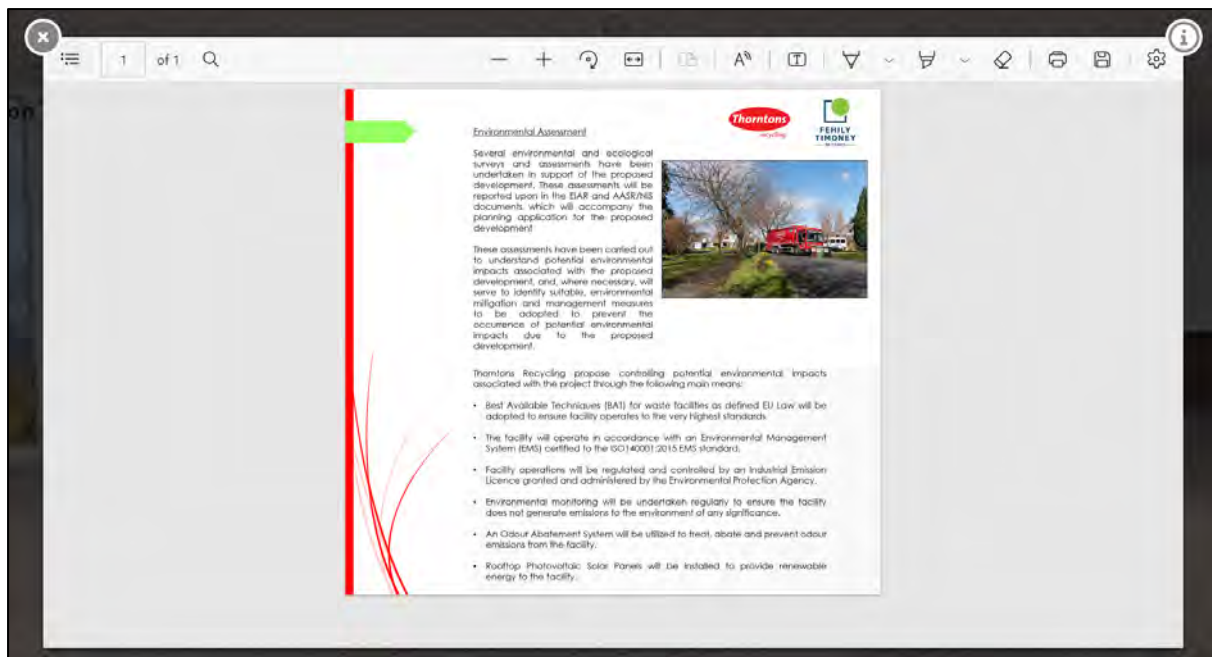 1 of 1
Thorntons
recycling
FEHILY
TIMONEY
Environmental Assessment
Several environmental and ecological
surveys and assessments have been
undertaken in support of the proposed
development. These assessments will be
reported upon in the EIAR and AASR/NIS
documents which will accompany the
planning application for the proposed
development
These assessments have been carried out
to understand potential environmental
impacts associated with the proposed
development, and, where necessary, will
serve to identify suitable, environmental
mitigation and management measures
to be adopted to prevent the
occurrence of potential environmental
impacts due to the proposed
development.
Thorntons Recycling propose controlling potential environmental impacts
associated with the project through the following main means:
• Best Available Techniques (BAT) for waste facilities as defined EU Law will be
adopted to ensure facility operates to the very highest standards
• The facility will operate in accordance with an Environmental Management
System (EMS) certified to the ISO140001:2015 EMS standard.
• Facility operations will be regulated and controlled by an Industrial Emission
Licence granted and administered by the Environmental Protection Agency.
• Environmental monitoring will be undertaken regularly to ensure the facility
does not generate emissions to the environment of any significance.
• An Odour Abatement System will be utilized to treat, abate and prevent odour
emissions from the facility.
• Rooftop Photovoltaic Solar Panels will be installed to provide renewable
energy to the facility.